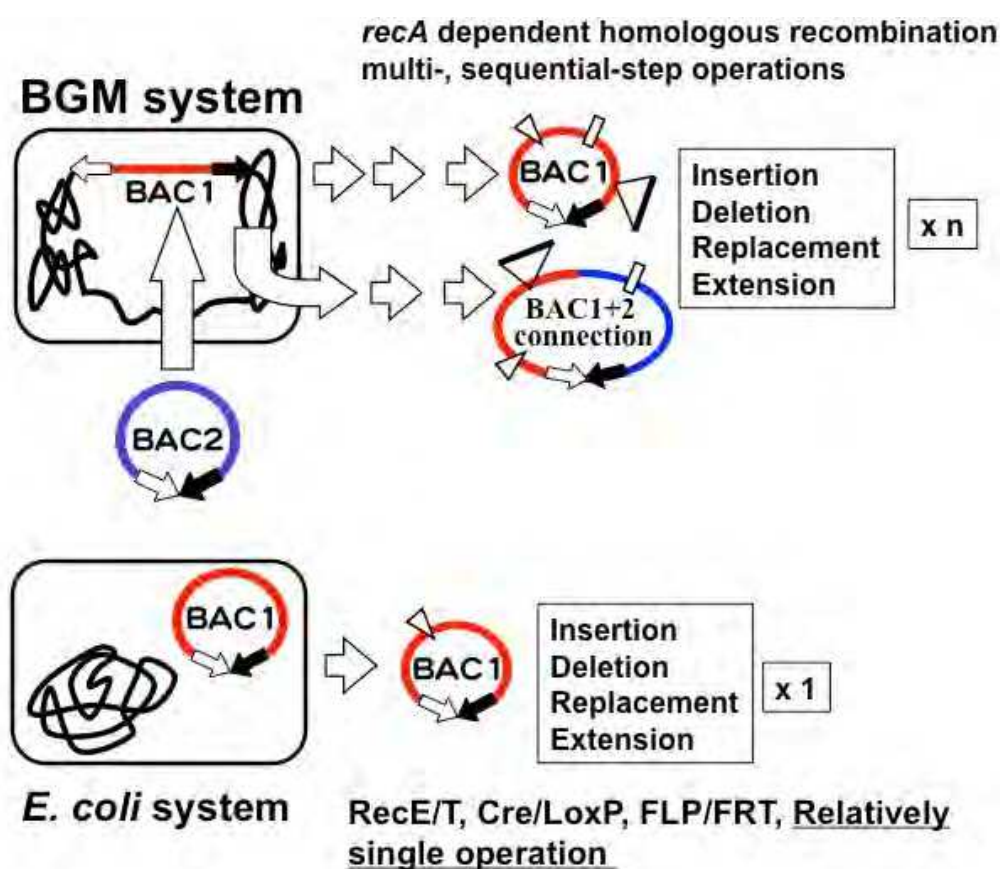 recA dependent homologous recombination
multi-, sequential-step operations
BGM system
BAC1
BAC1
Insertion
Deletion
Replacement
Extension
x n
BAC1+2
connection
BAC2
BAC1
BAC1
Insertion
Deletion
Replacement
Extension
x 1
E. coli system
RecE/T, Cre/LoxP, FLP/FRT, Relatively
single operation